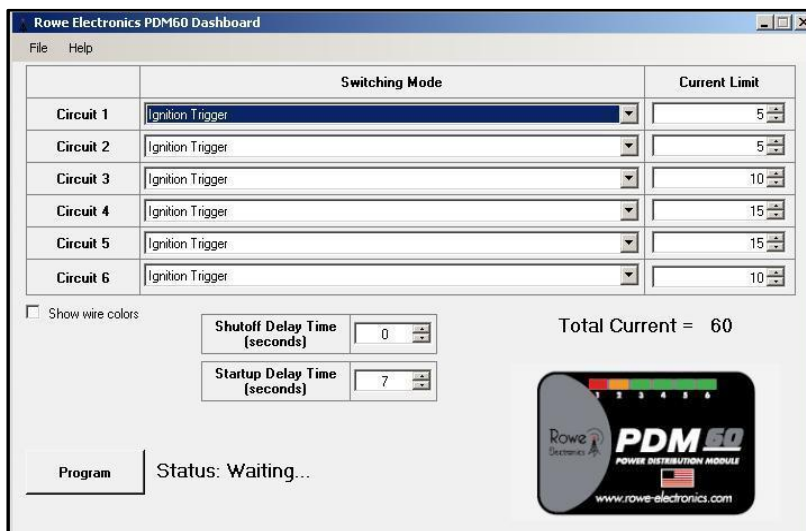 Rowe Electronics PDM60 Dashboard
File Help
Switching Mode Current Limit
Circuit 1 Ignition Trigger 5
Circuit 2 Ignition Trigger 5
Circuit 3 Ignition Trigger 10
Circuit 4 Ignition Trigger 15
Circuit 5 Ignition Trigger 15
Circuit 6 Ignition Trigger 10
Show wire colors
Shutoff Delay Time
(seconds) 0
Total Current = 60
Startup Delay Time
(seconds) 7
1 2 3 4 5 6
Rowe
Electronics
PDM60
POWER DISTRIBUTION MODULE
www.rowe-electronics.com
Program Status: Waiting...